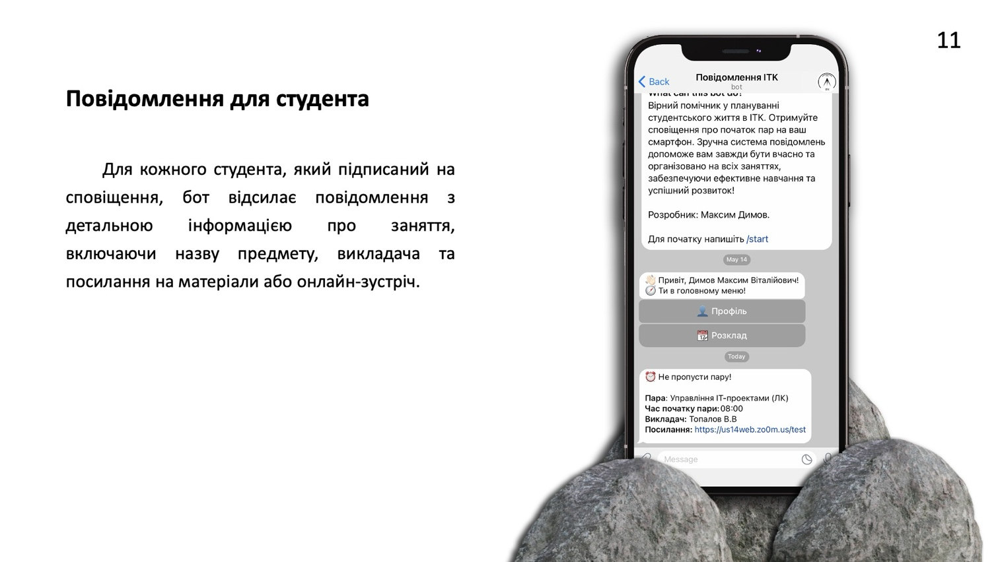 11
Повідомлення для студента
Для кожного студента, який підписаний на
сповіщення, бот відсилає повідомлення з
детальною інформацією про заняття,
включаючи назву предмету, викладача та
посилання на матеріали або онлайн-зустріч.
Back
Повідомлення ІТК
bot
What can this bot do?
Вірний помічник у плануванні
студентського життя в ІТК. Отримуйте
сповіщення про початок пар на ваш
смартфон. Зручна система повідомлень
допоможе вам завжди бути вчасно та
організовано на всіх заняттях,
забезпечуючи ефективне навчання та
успішний розвиток!
Розробник: Максим Димов.
Для початку напишіть /start
May 14
Привіт, Димов Максим Віталійович!
Ти в головному меню!
Профіль
Розклад
Today
Не пропусти пару!
Пара: Управління ІТ-проектами (ЛК)
Час початку пари: 08:00
Викладач: Топалов В.В
Посилання: https://us14web.zo0m.us/test
Message